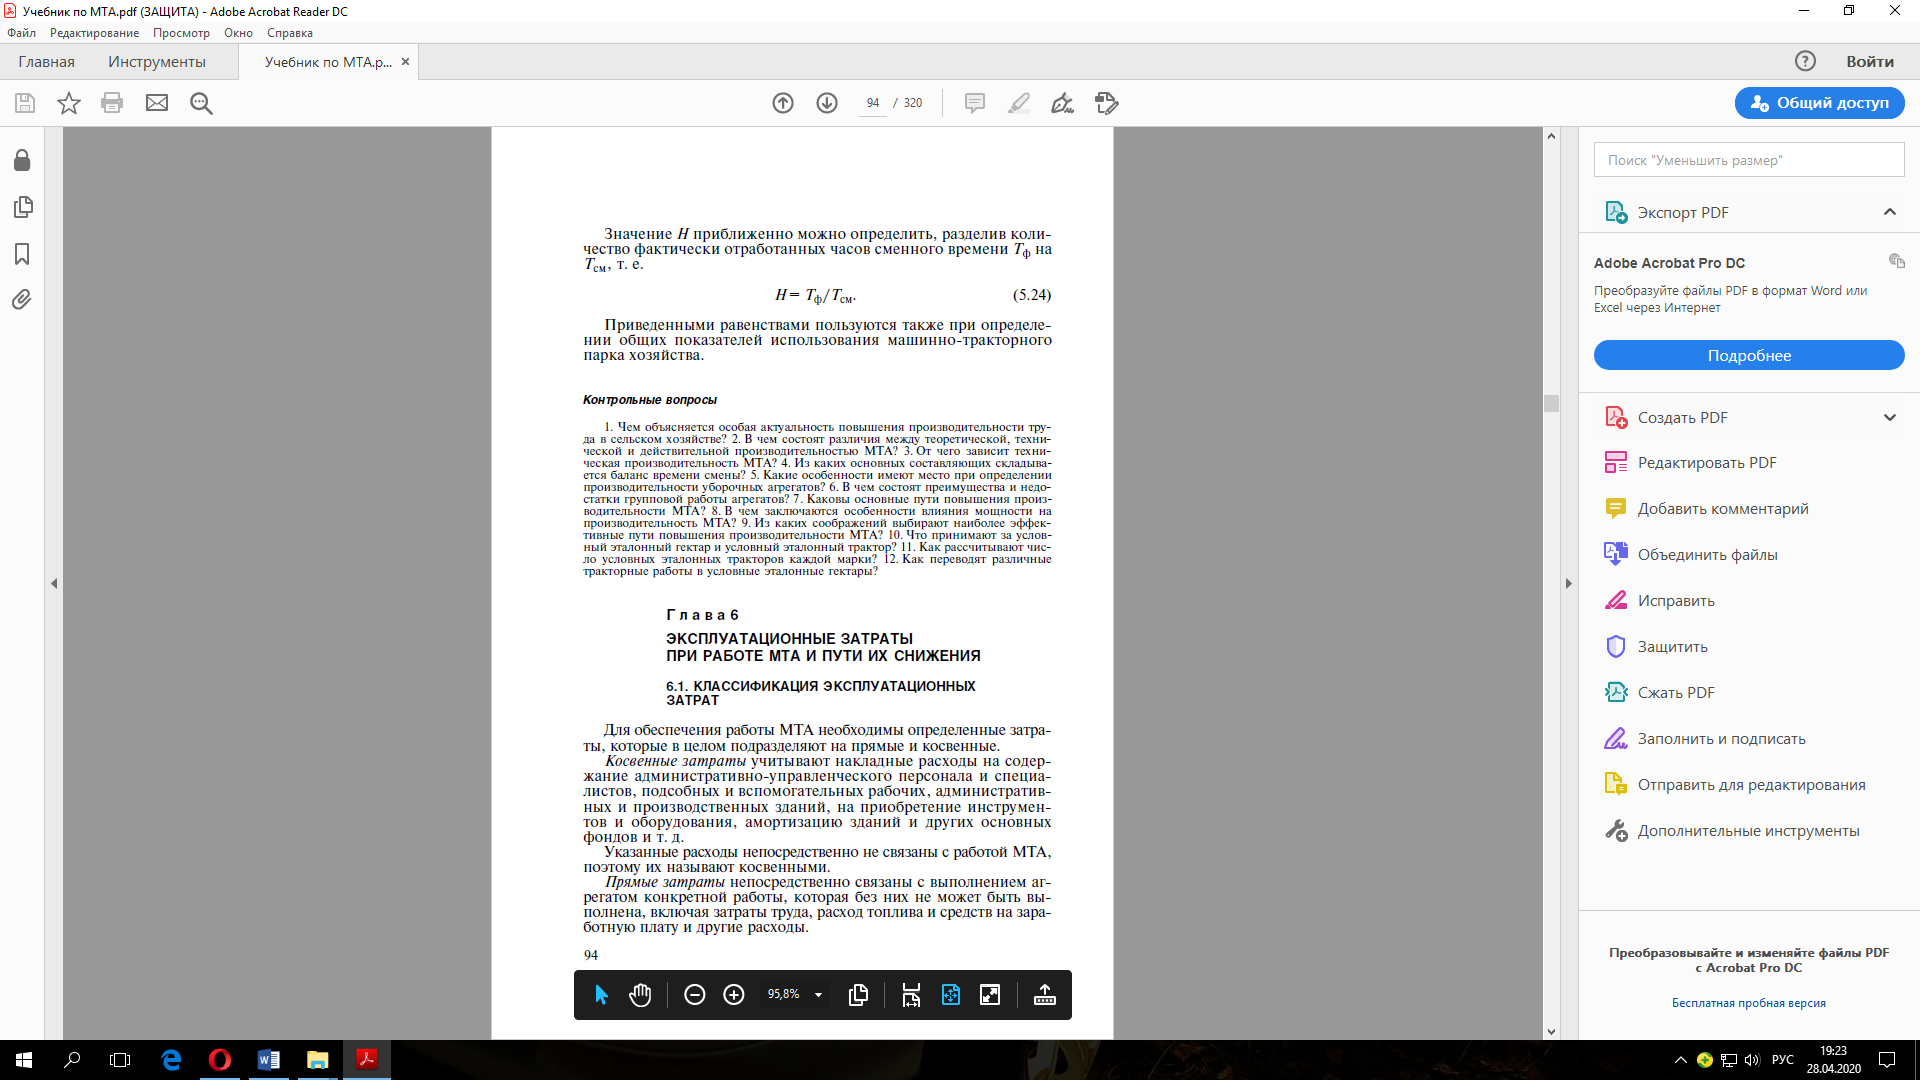 Учебник по МТА.pdf (ЗАЩИТА) - Adobe Acrobat Reader DC
Файл Редактирование Просмотр Окно Справка
Главная Инструменты Учебник по МТА.р... × ? Войти
94 / 320 Общий доступ
Значение Н приближенно можно определить, разделив коли-
чество фактически отработанных часов сменного времени Tф на
Tсм, т. е.
Н = Tф/Tсм. (5.24)
Приведенными равенствами пользуются также при определе-
нии общих показателей использования машинно-тракторного
парка хозяйства.
Контрольные вопросы
1. Чем объясняется особая актуальность повышения производительности тру-
да в сельском хозяйстве? 2. В чем состоят различия между теоретической, техни-
ческой и действительной производительностью МТА? 3. От чего зависит техни-
ческая производительность МТА? 4. Из каких основных составляющих складыва-
ется баланс времени смены? 5. Какие особенности имеют место при определении
производительности уборочных агрегатов? 6. В чем состоят преимущества и недо-
статки групповой работы агрегатов? 7. Каковы основные пути повышения произ-
водительности МТА? 8. В чем заключаются особенности влияния мощности на
производительность МТА? 9. Из каких соображений выбирают наиболее эффек-
тивные пути повышения производительности МТА? 10. Что принимают за услов-
ный эталонный гектар и условный эталонный трактор? 11. Как рассчитывают чис-
ло условных эталонных тракторов каждой марки? 12. Как переводят различные
тракторные работы в условные эталонные гектары?
Глава 6
ЭКСПЛУАТАЦИОННЫЕ ЗАТРАТЫ
ПРИ РАБОТЕ МТА И ПУТИ ИХ СНИЖЕНИЯ
6.1. КЛАССИФИКАЦИЯ ЭКСПЛУАТАЦИОННЫХ
ЗАТРАТ
Для обеспечения работы МТА необходимы определенные затра-
ты, которые в целом подразделяют на прямые и косвенные.
Косвенные затраты учитывают накладные расходы на содер-
жание административно-управленческого персонала и специа-
листов, подсобных и вспомогательных рабочих, административ-
ных и производственных зданий, на приобретение инструмен-
тов и оборудования, амортизацию зданий и других основных
фондов и т. д.
Указанные расходы непосредственно не связаны с работой МТА,
поэтому их называют косвенными.
Прямые затраты непосредственно связаны с выполнением аг-
регатом конкретной работы, которая без них не может быть вы-
полнена, включая затраты труда, расход топлива и средств на зара-
ботную плату и другие расходы.
94
95,8%
Поиск "Уменьшить размер"
Экспорт PDF
Adobe Acrobat Pro DC
Преобразуйте файлы PDF в формат Word или
Excel через Интернет
Подробнее
Создать PDF
Редактировать PDF
Добавить комментарий
Объединить файлы
Исправить
Защитить
Сжать PDF
Заполнить и подписать
Отправить для редактирования
Дополнительные инструменты
Преобразовывайте и изменяйте файлы PDF
с Acrobat Pro DC
Бесплатная пробная версия
РУС
19:23
28.04.2020